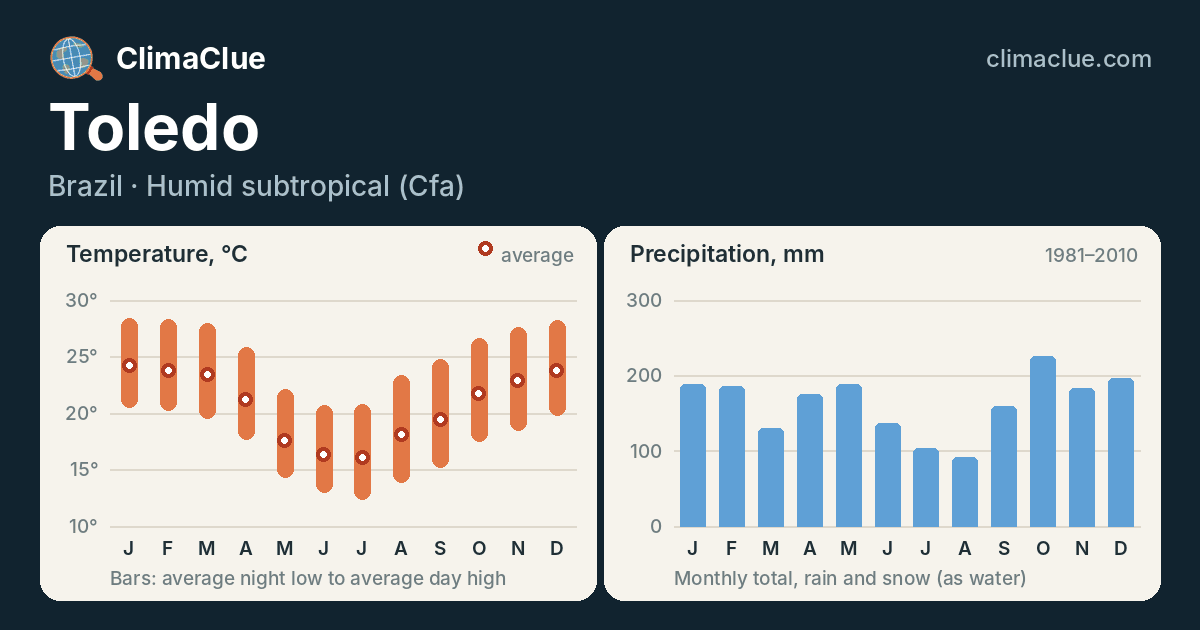 ClimaClue
climaclue.com
Toledo
Brazil · Humid subtropical (Cfa)
Temperature, °C
average
30°
25°
20°
15°
10°
J F M A M J J A S O N D
Bars: average night low to average day high
Precipitation, mm
1981–2010
300
200
100
0
J F M A M J J A S O N D
Monthly total, rain and snow (as water)